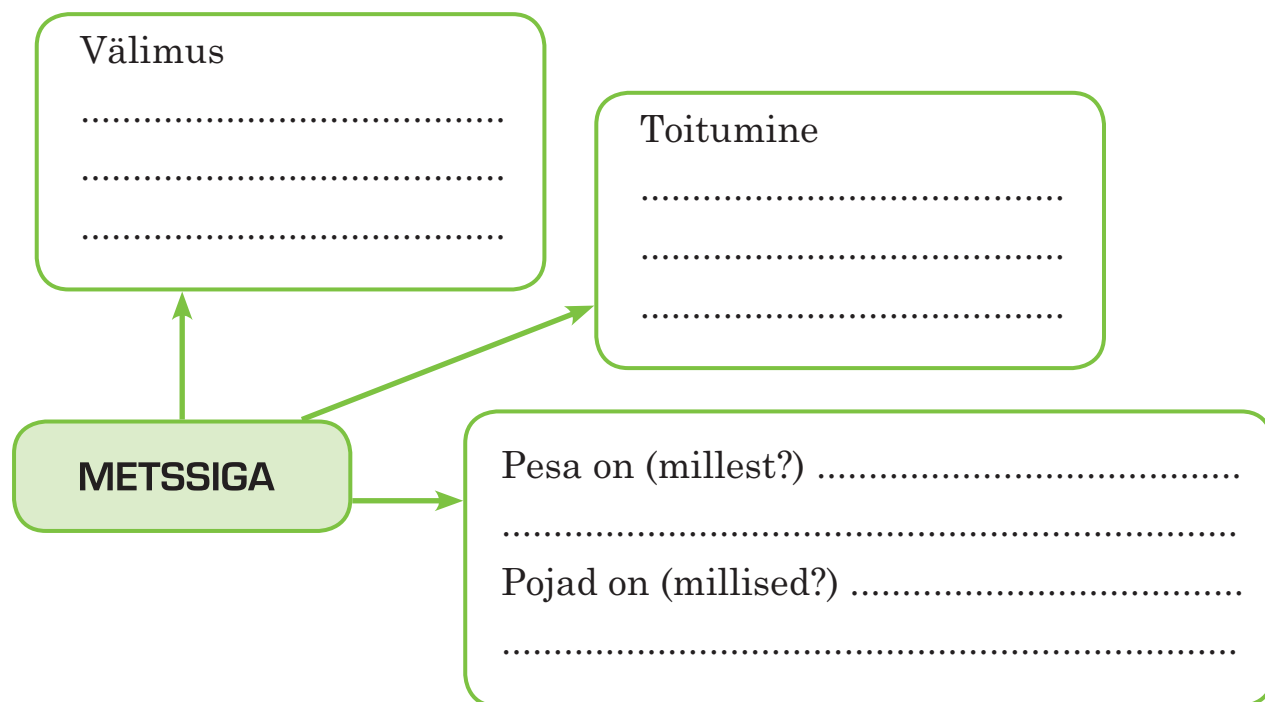 Välimus
.........................................
.........................................
.........................................
Toitumine
.........................................
.........................................
.........................................
METSSIGA
Pesa on (millest?) .........................................
.......................................................................
Pojad on (millised?) ......................................
.......................................................................